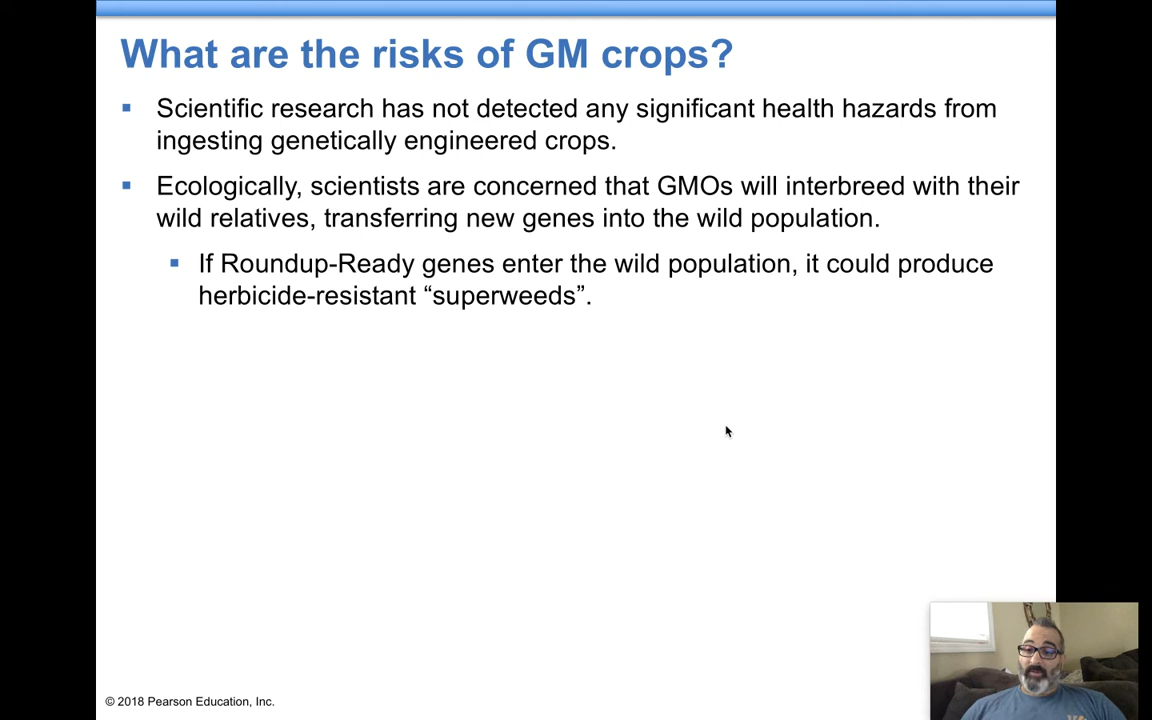 What are the risks of GM crops?
▪ Scientific research has not detected any significant health hazards from
ingesting genetically engineered crops.
▪ Ecologically, scientists are concerned that GMOs will interbreed with their
wild relatives, transferring new genes into the wild population.
▪ If Roundup-Ready genes enter the wild population, it could produce
herbicide-resistant “superweeds”.
© 2018 Pearson Education, Inc.